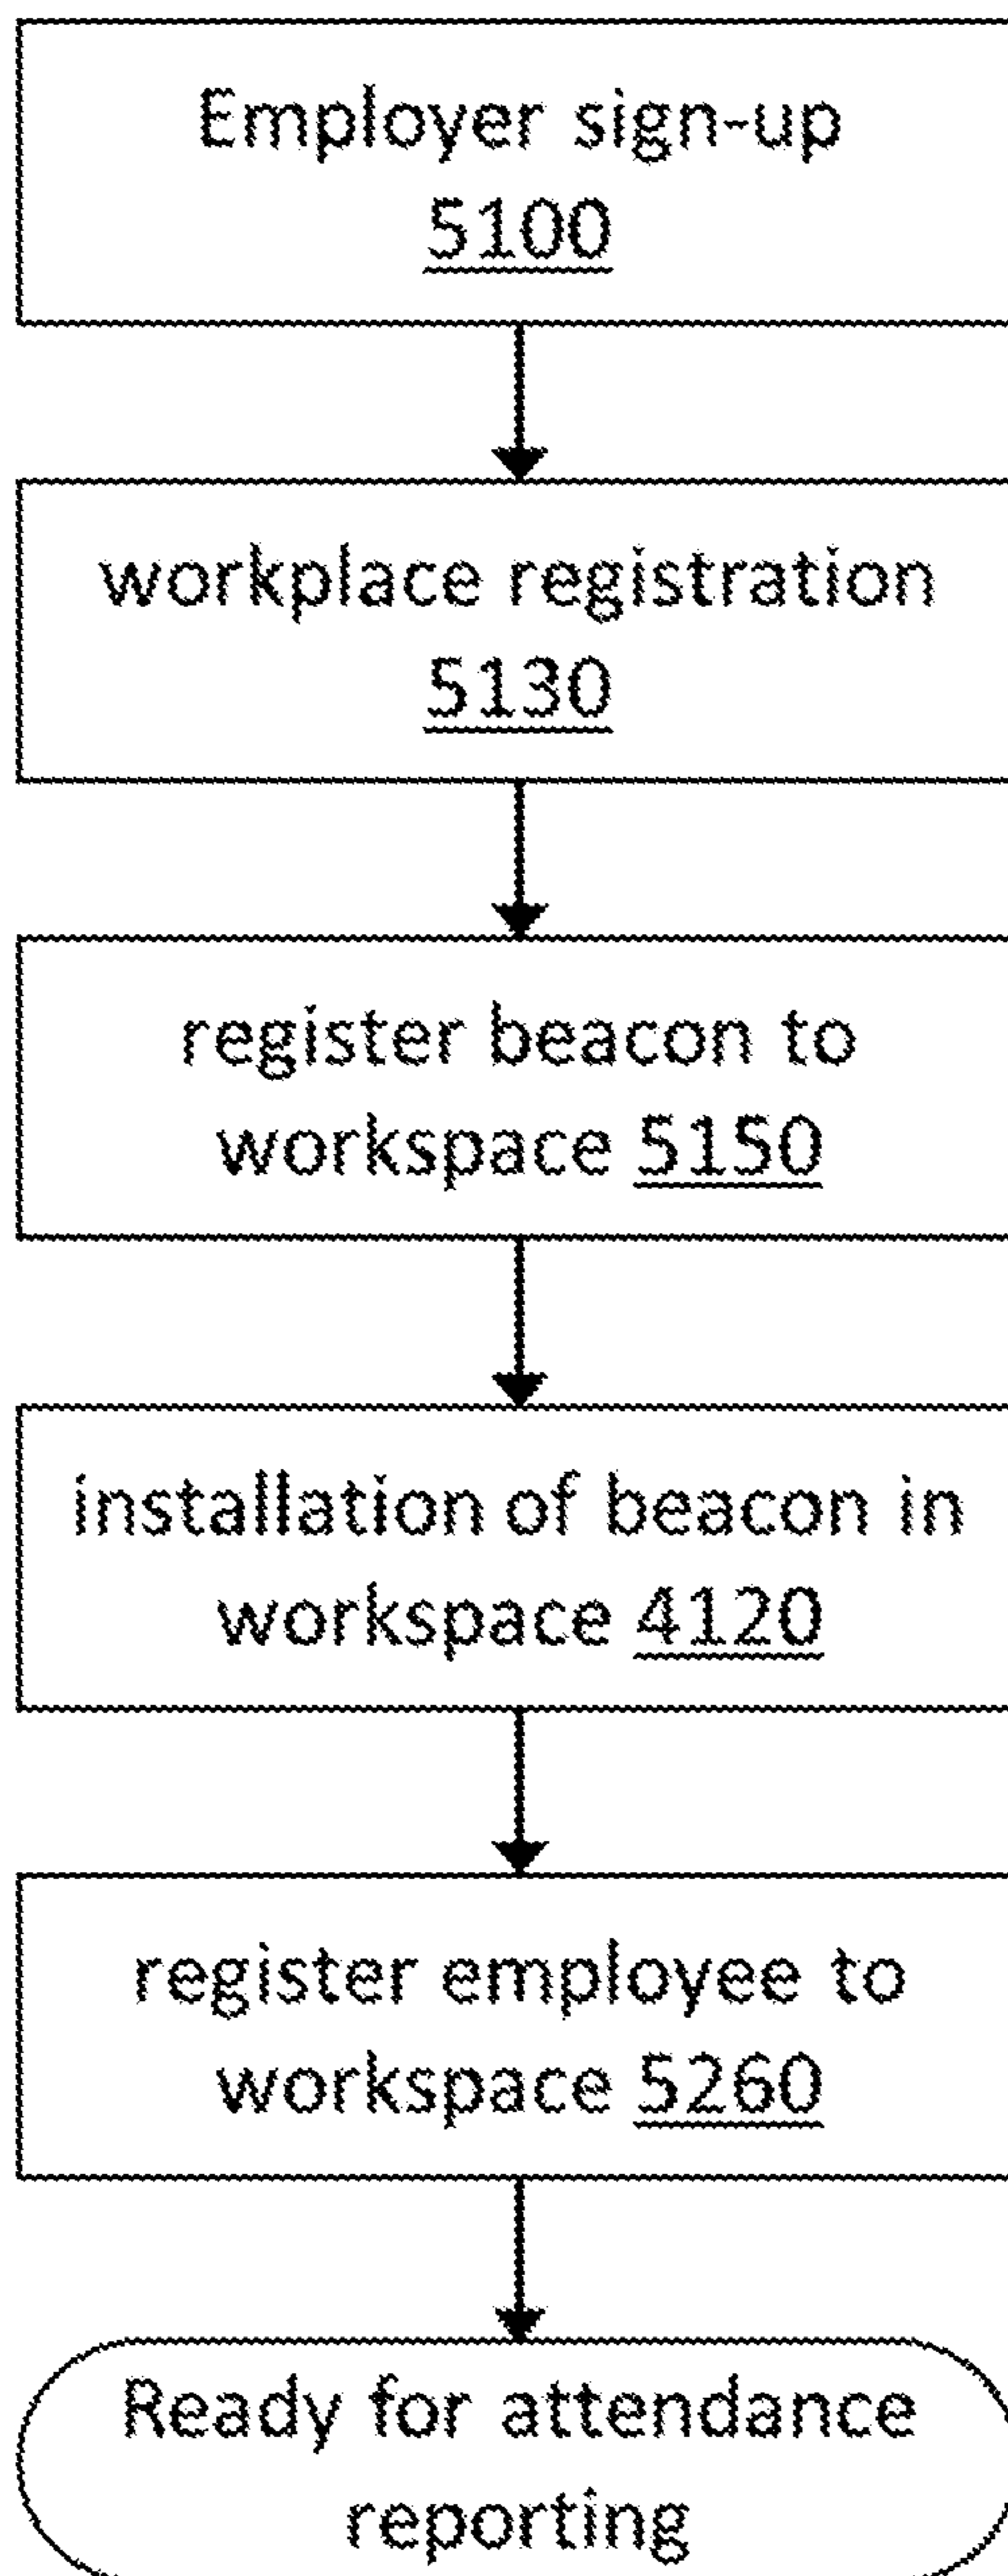 Employer sign-up
5100
workplace registration
5130
register beacon to
workspace 5150
installation of beacon in
workspace 4120
register employee to
workspace 5260
Ready for attendance
reporting